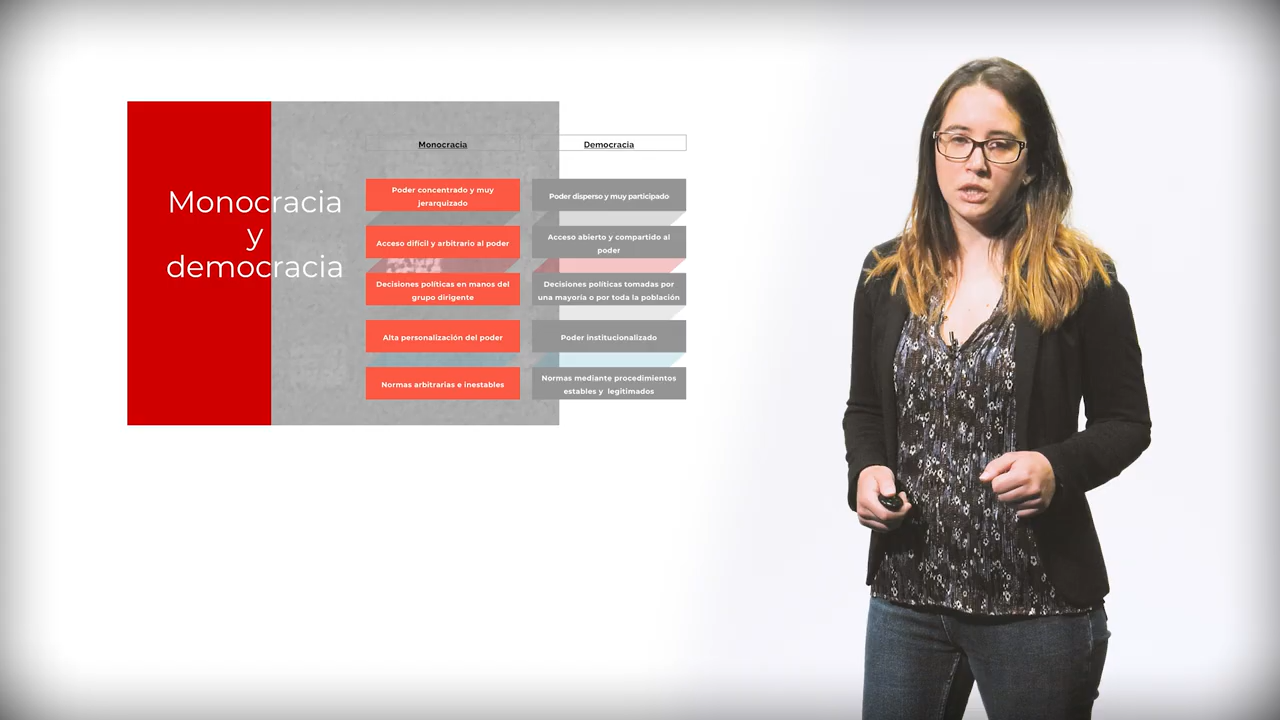 Monocracia
y
democracia
Monocracia
Democracia
Poder concentrado y muy
jerarquizado
Poder disperso y muy participado
Acceso difícil y arbitrario al poder
Acceso abierto y compartido al
poder
Decisiones políticas en manos del
grupo dirigente
Decisiones políticas tomadas por
una mayoría o por toda la población
Alta personalización del poder
Poder institucionalizado
Normas arbitrarias e inestables
Normas mediante procedimientos
estables y legitimados